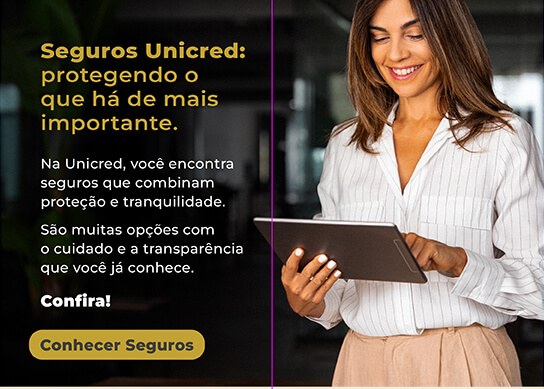 Seguros Unicred:
protegendo o
que há de mais
importante.
Na Unicred, você encontra
seguros que combinam
proteção e tranquilidade.
São muitas opções com
o cuidado e a transparência
que você já conhece.
Confira!
Conhecer Seguros